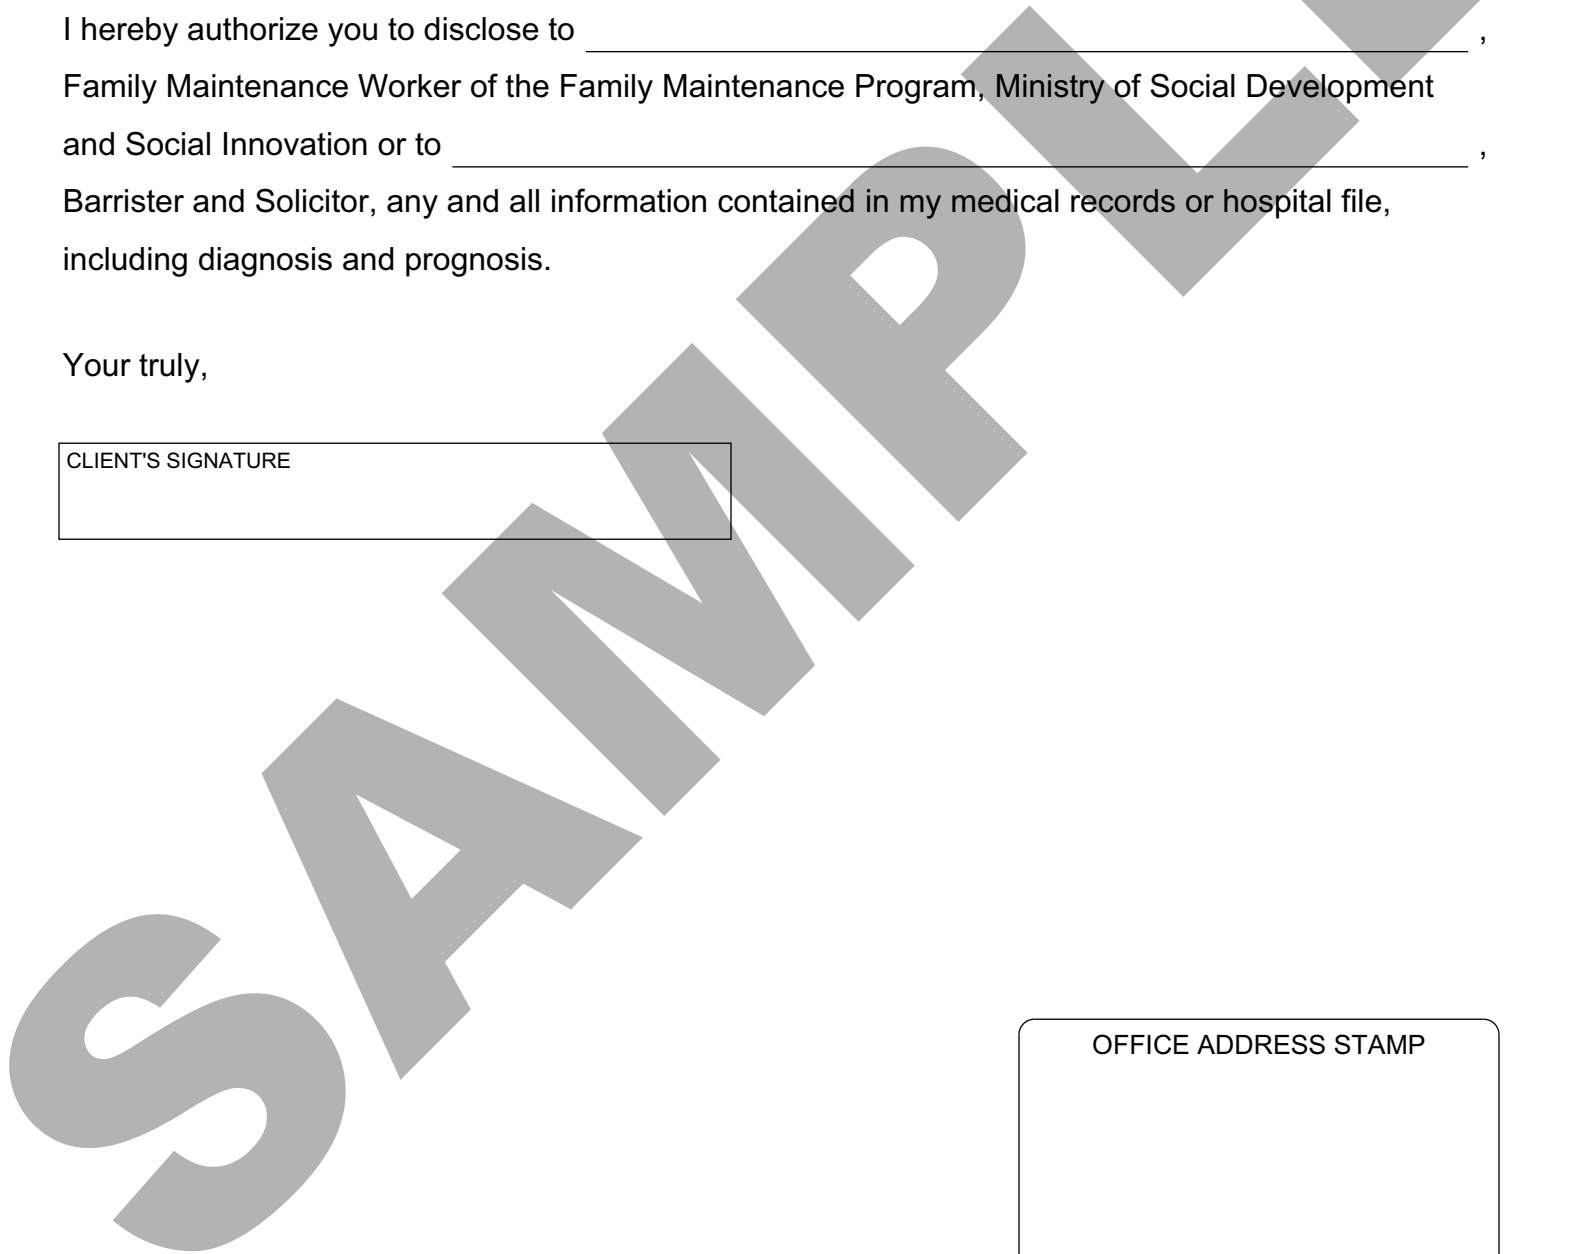 I hereby authorize you to disclose to ,
Family Maintenance Worker of the Family Maintenance Program, Ministry of Social Development
and Social Innovation or to ,
Barrister and Solicitor, any and all information contained in my medical records or hospital file,
including diagnosis and prognosis.
Your truly,
CLIENT'S SIGNATURE
SAMPL
OFFICE ADDRESS STAMP